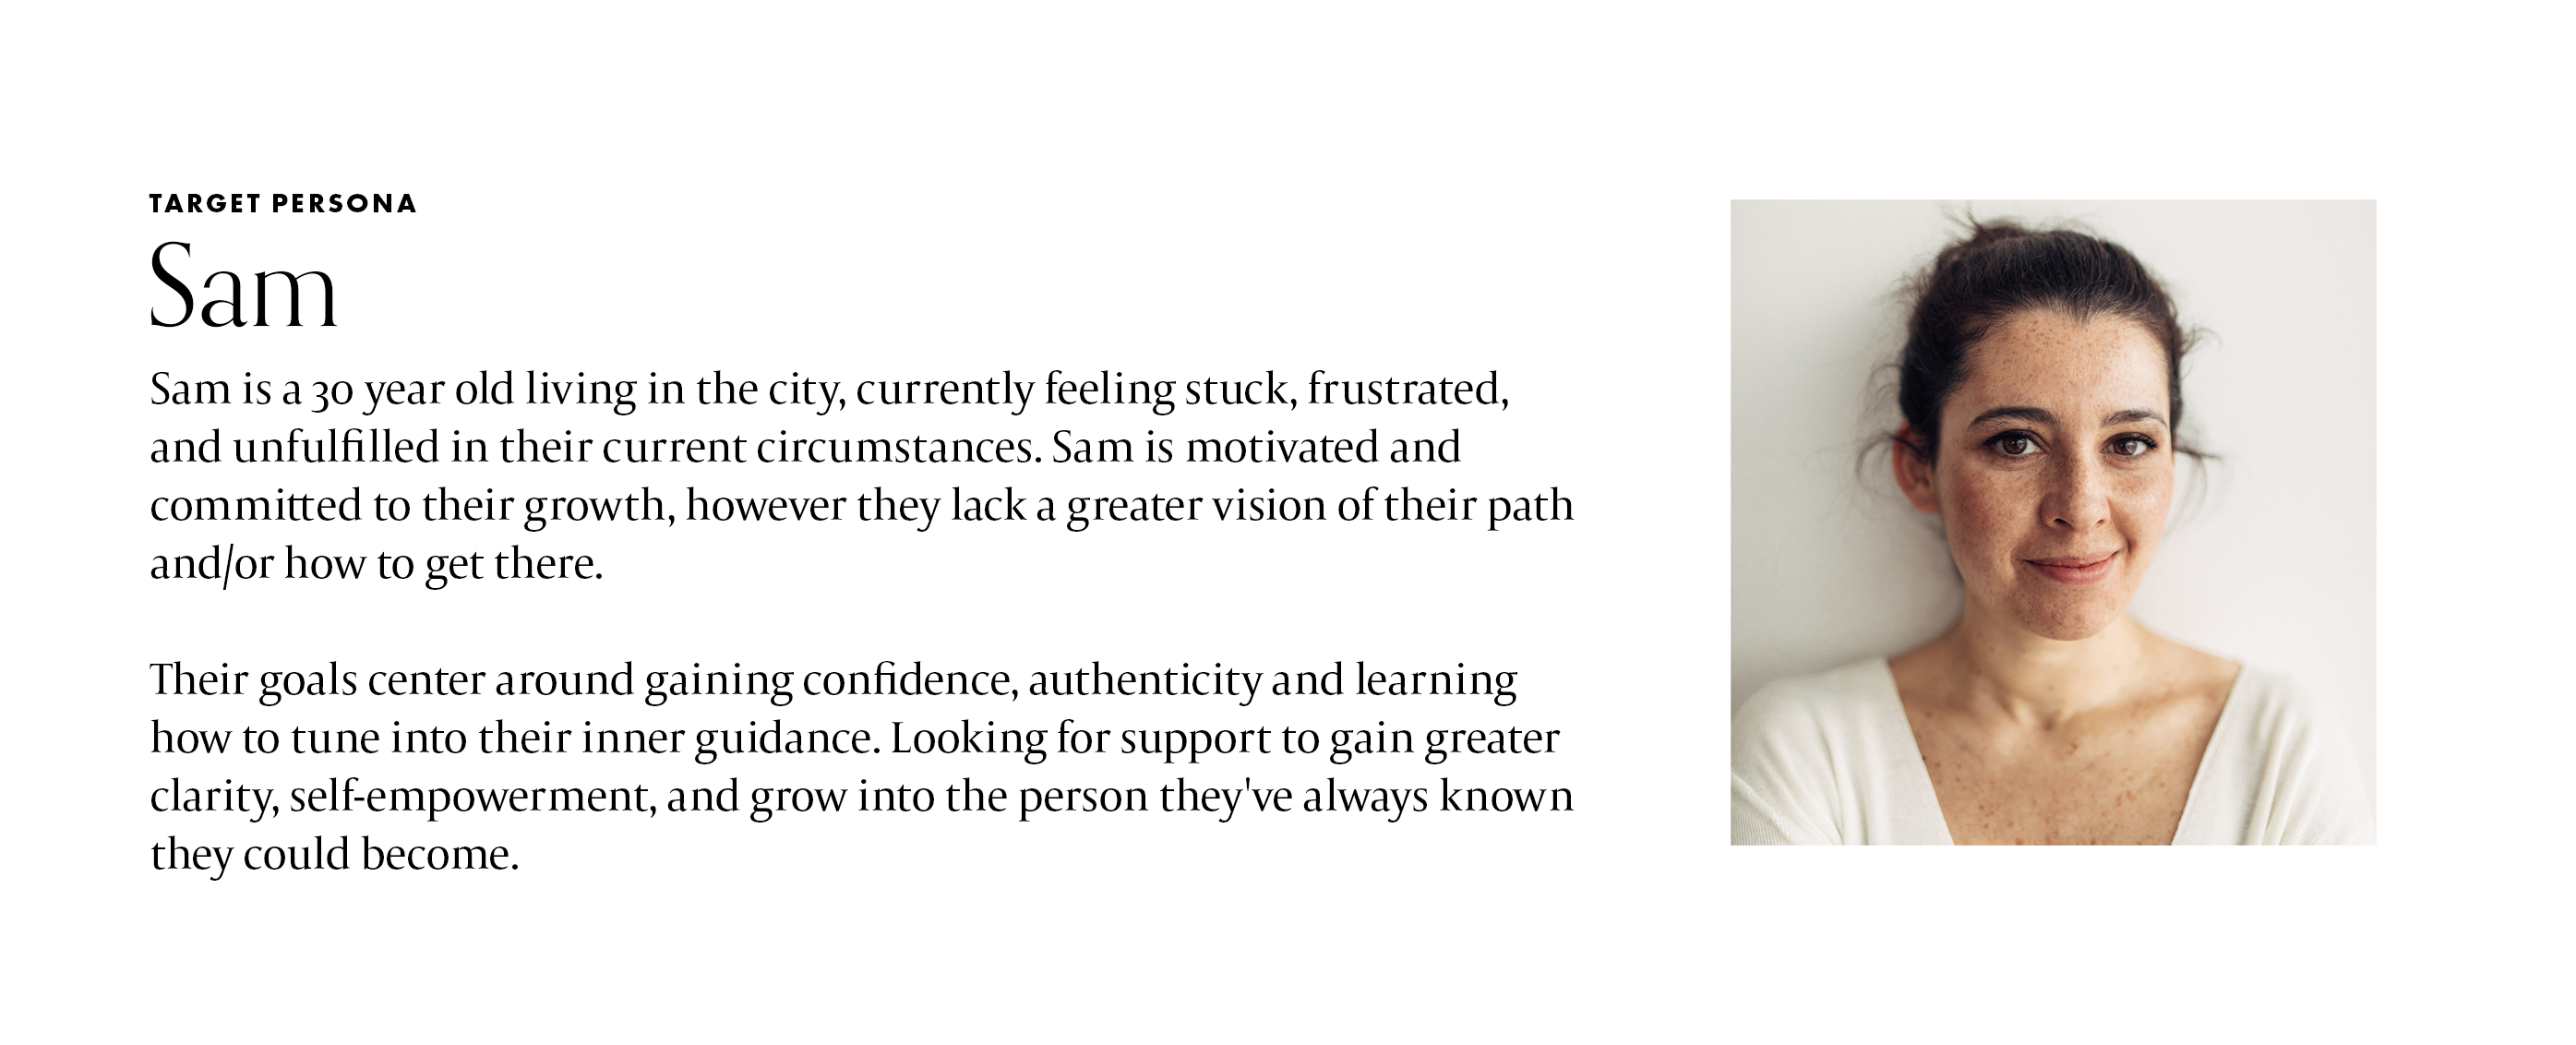 TARGET PERSONA
Sam
Sam is a 30 year old living in the city, currently feeling stuck, frustrated,
and unfulfilled in their current circumstances. Sam is motivated and
committed to their growth, however they lack a greater vision of their path
and/or how to get there.
Their goals center around gaining confidence, authenticity and learning
how to tune into their inner guidance. Looking for support to gain greater
clarity, self-empowerment, and grow into the person they've always known
they could become.